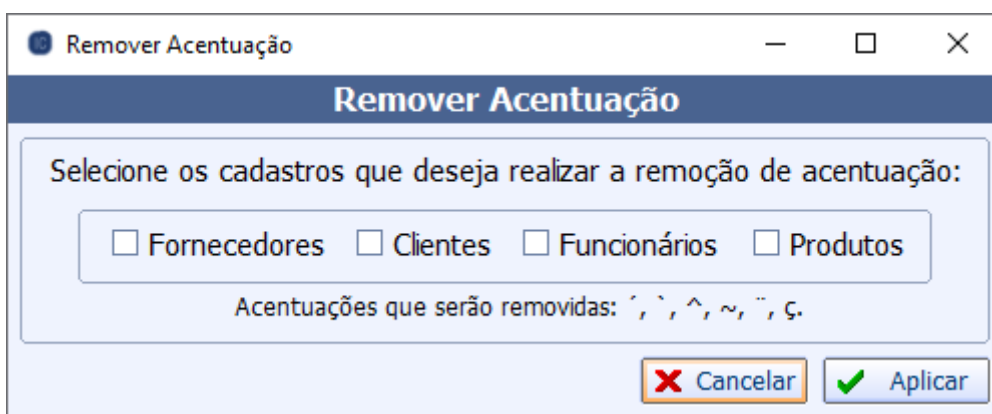 Remover Acentuação
Remover Acentuação
Selecione os cadastros que deseja realizar a remoção de acentuação:
Fornecedores Clientes Funcionários Produtos
Acentuações que serão removidas: ´, `, ^, ~, ¨, ç.
Cancelar Aplicar